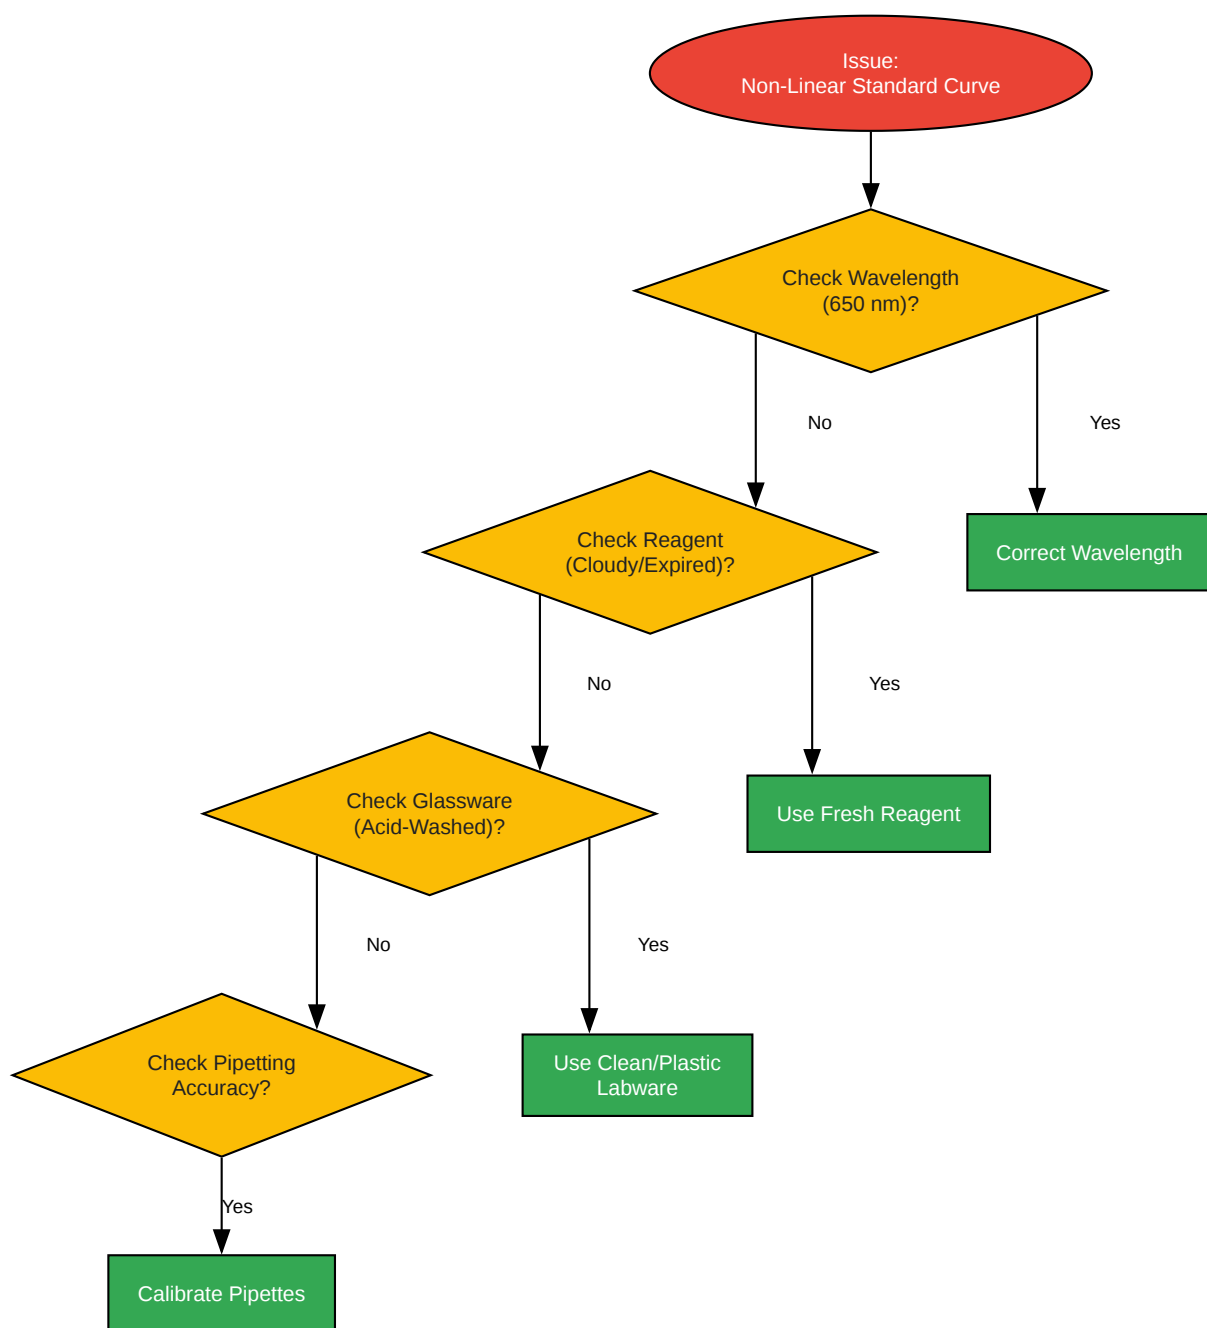 Issue:
Non-Linear Standard Curve
Check Wavelength
(650 nm)?
No
Yes
Check Reagent
(Cloudy/Expired)?
Correct Wavelength
No
Yes
Check Glassware
(Acid-Washed)?
Use Fresh Reagent
No
Yes
Check Pipetting
Accuracy?
Use Clean/Plastic
Labware
Yes
Calibrate Pipettes